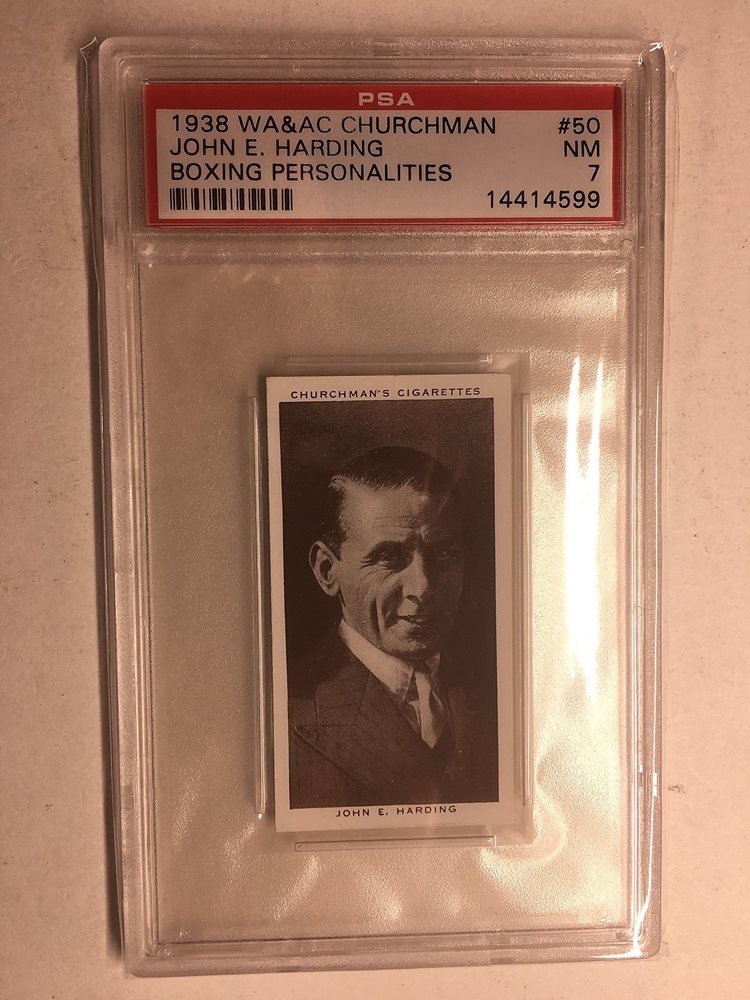 PSA
1938 WA&AC CHURCHMAN #50
JOHN E. HARDING NM
BOXING PERSONALITIES 7
14414599
CHURCHMAN'S CIGARETTES
JOHN E. HARDING